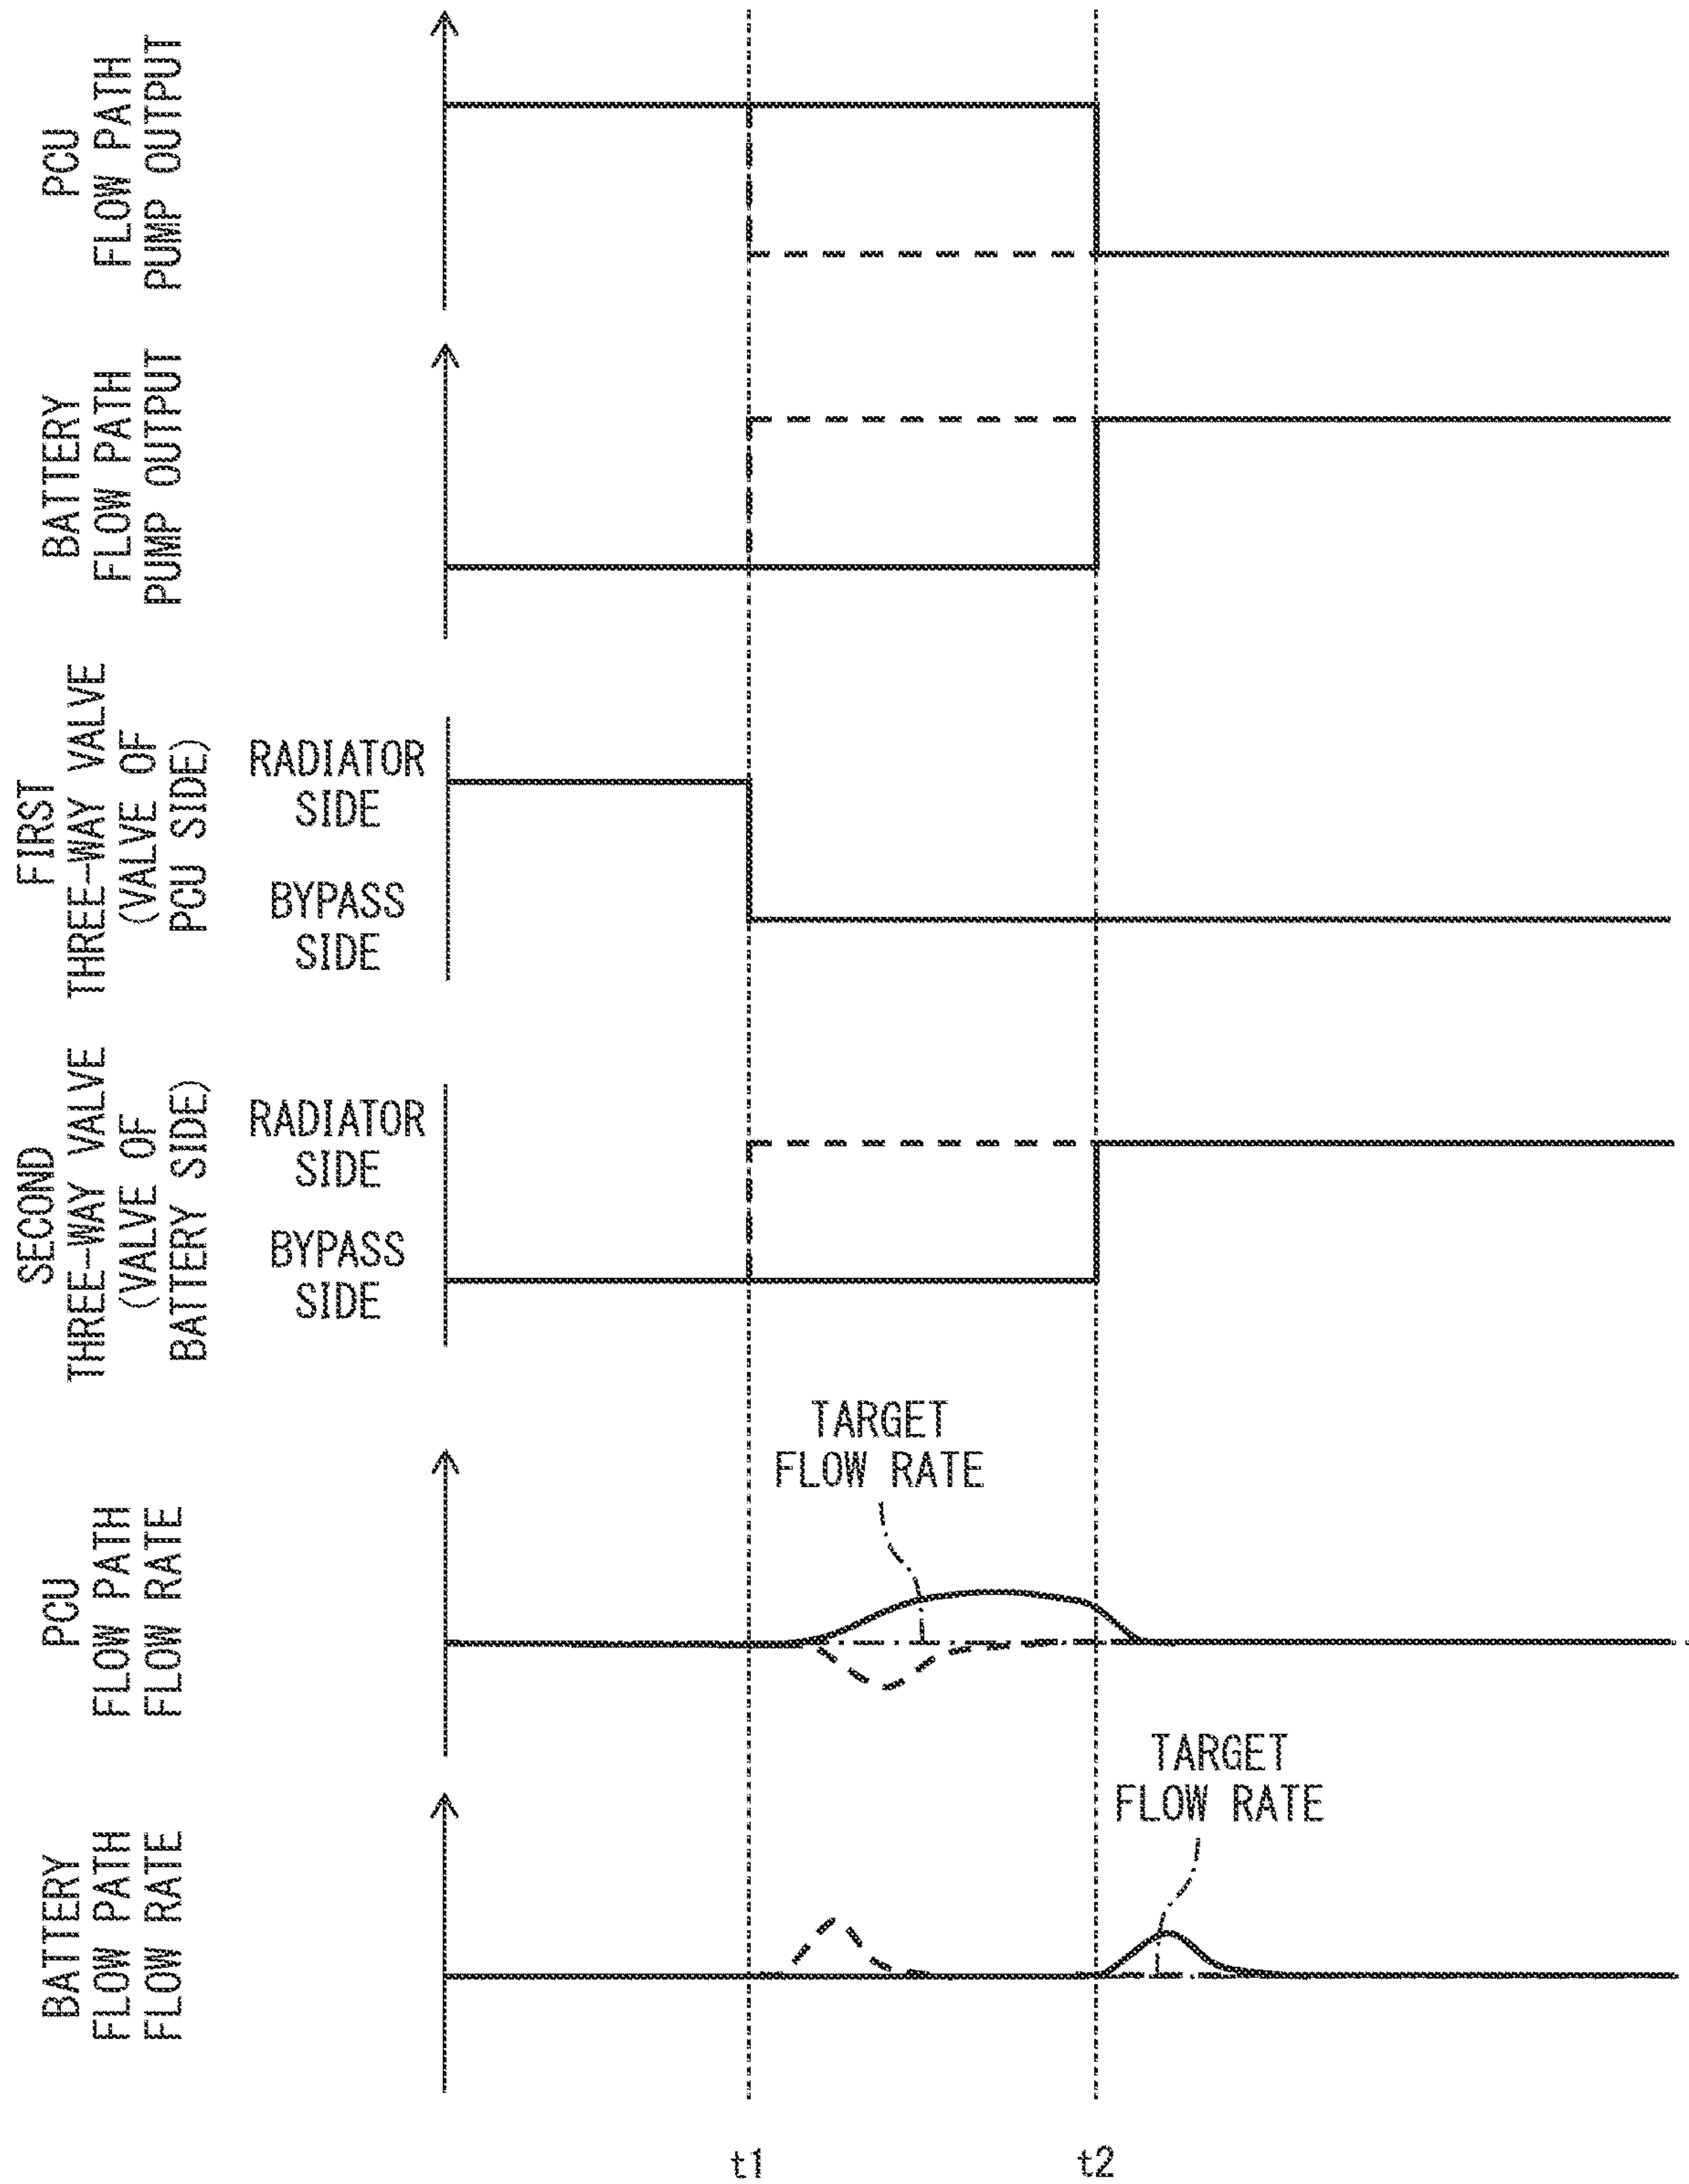 PCU
FLOW PATH
PUMP OUTPUT
BATTERY
FLOW PATH
PUMP OUTPUT
FIRST
THREE-WAY VALVE
(VALVE OF
PCU SIDE)
RADIATOR
SIDE
BYPASS
SIDE
SECOND
THREE-WAY VALVE
(VALVE OF
BATTERY SIDE)
RADIATOR
SIDE
BYPASS
SIDE
PCU
FLOW PATH
FLOW RATE
TARGET
FLOW RATE
BATTERY
FLOW PATH
FLOW RATE
TARGET
FLOW RATE
t1
t2